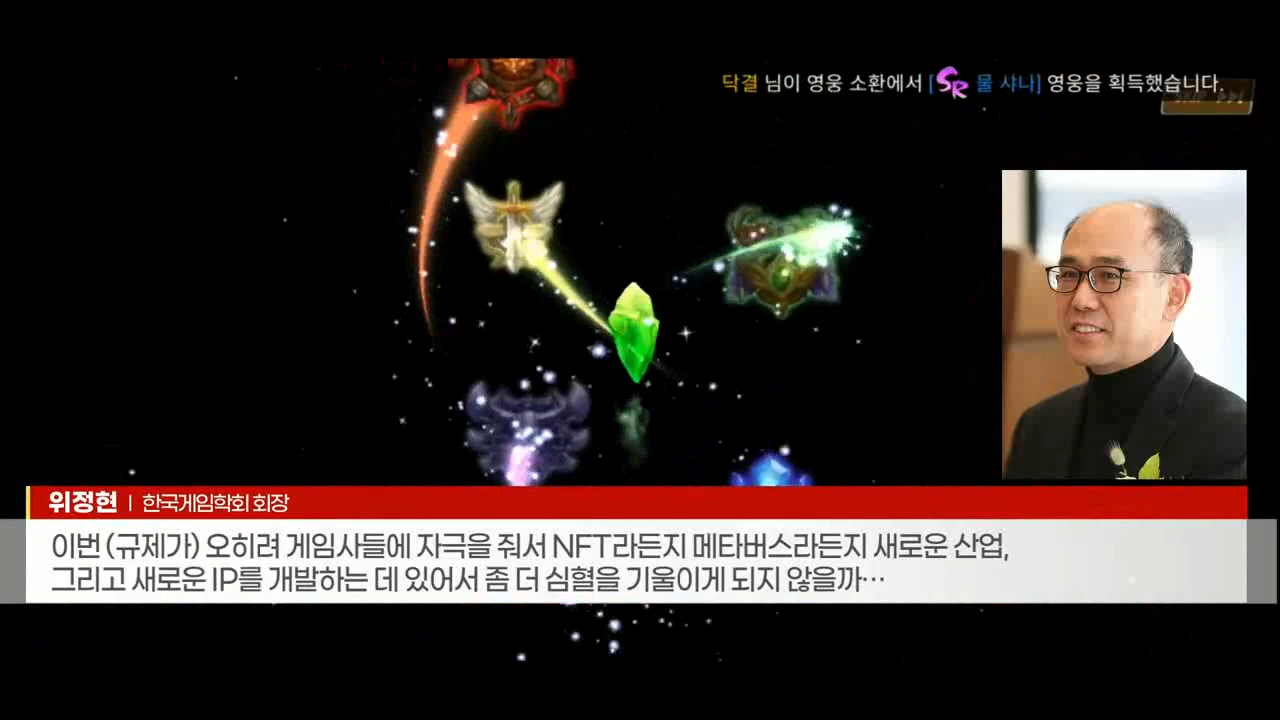 닥결 님이 영웅 소환에서 [SR 물 샤나] 영웅을 획득했습니다.
위정현 | 한국게임학회 회장
이번 (규제가) 오히려 게임사들에 자극을 줘서 NFT라든지 메타버스라든지 새로운 산업,
그리고 새로운 IP를 개발하는 데 있어서 좀 더 심혈을 기울이게 되지 않을까…